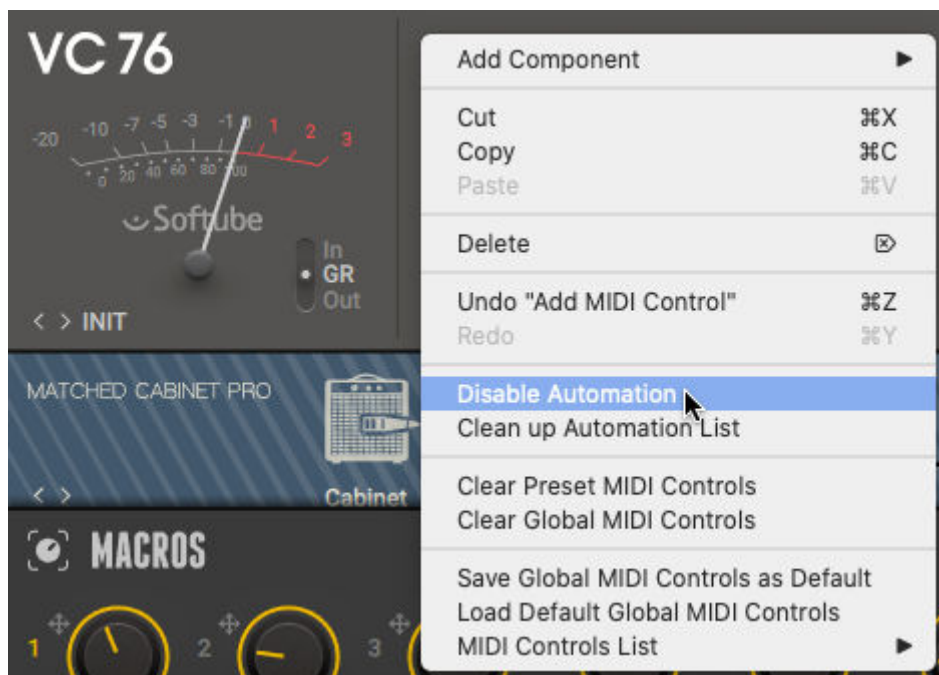 VC 76
-20 -10 -7 -5 -3 -1 0 1 2 3
0 20 40 60 80 100
Softube
In
GR
Out
< > INIT
MATCHED CABINET PRO
< >
Cabinet
MACROS
1 2 3
Add Component ▶
Cut ⌘X
Copy ⌘C
Paste ⌘V
Delete ⌦
Undo "Add MIDI Control" ⌘Z
Redo ⌘Y
Disable Automation
Clean up Automation List
Clear Preset MIDI Controls
Clear Global MIDI Controls
Save Global MIDI Controls as Default
Load Default Global MIDI Controls
MIDI Controls List ▶